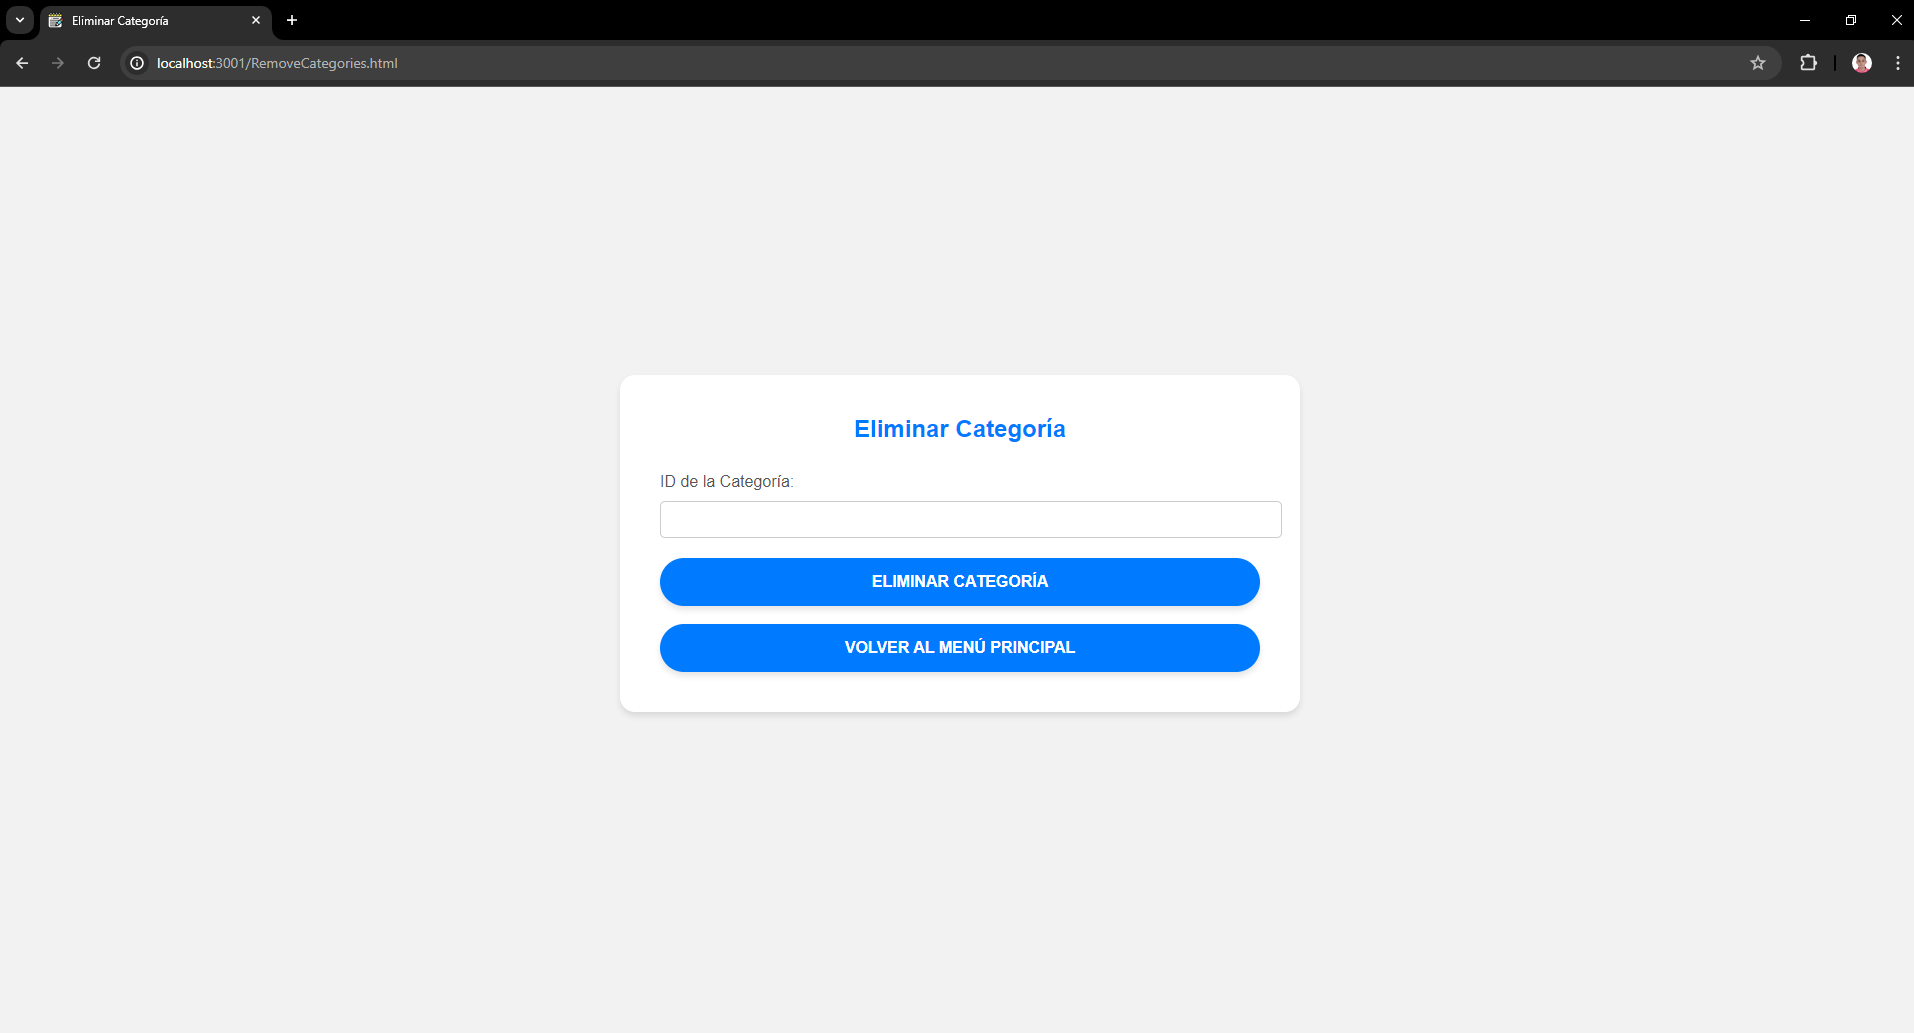 Eliminar Categoría
localhost:3001/RemoveCategories.html
Eliminar Categoría
ID de la Categoría:
ELIMINAR CATEGORÍA
VOLVER AL MENÚ PRINCIPAL